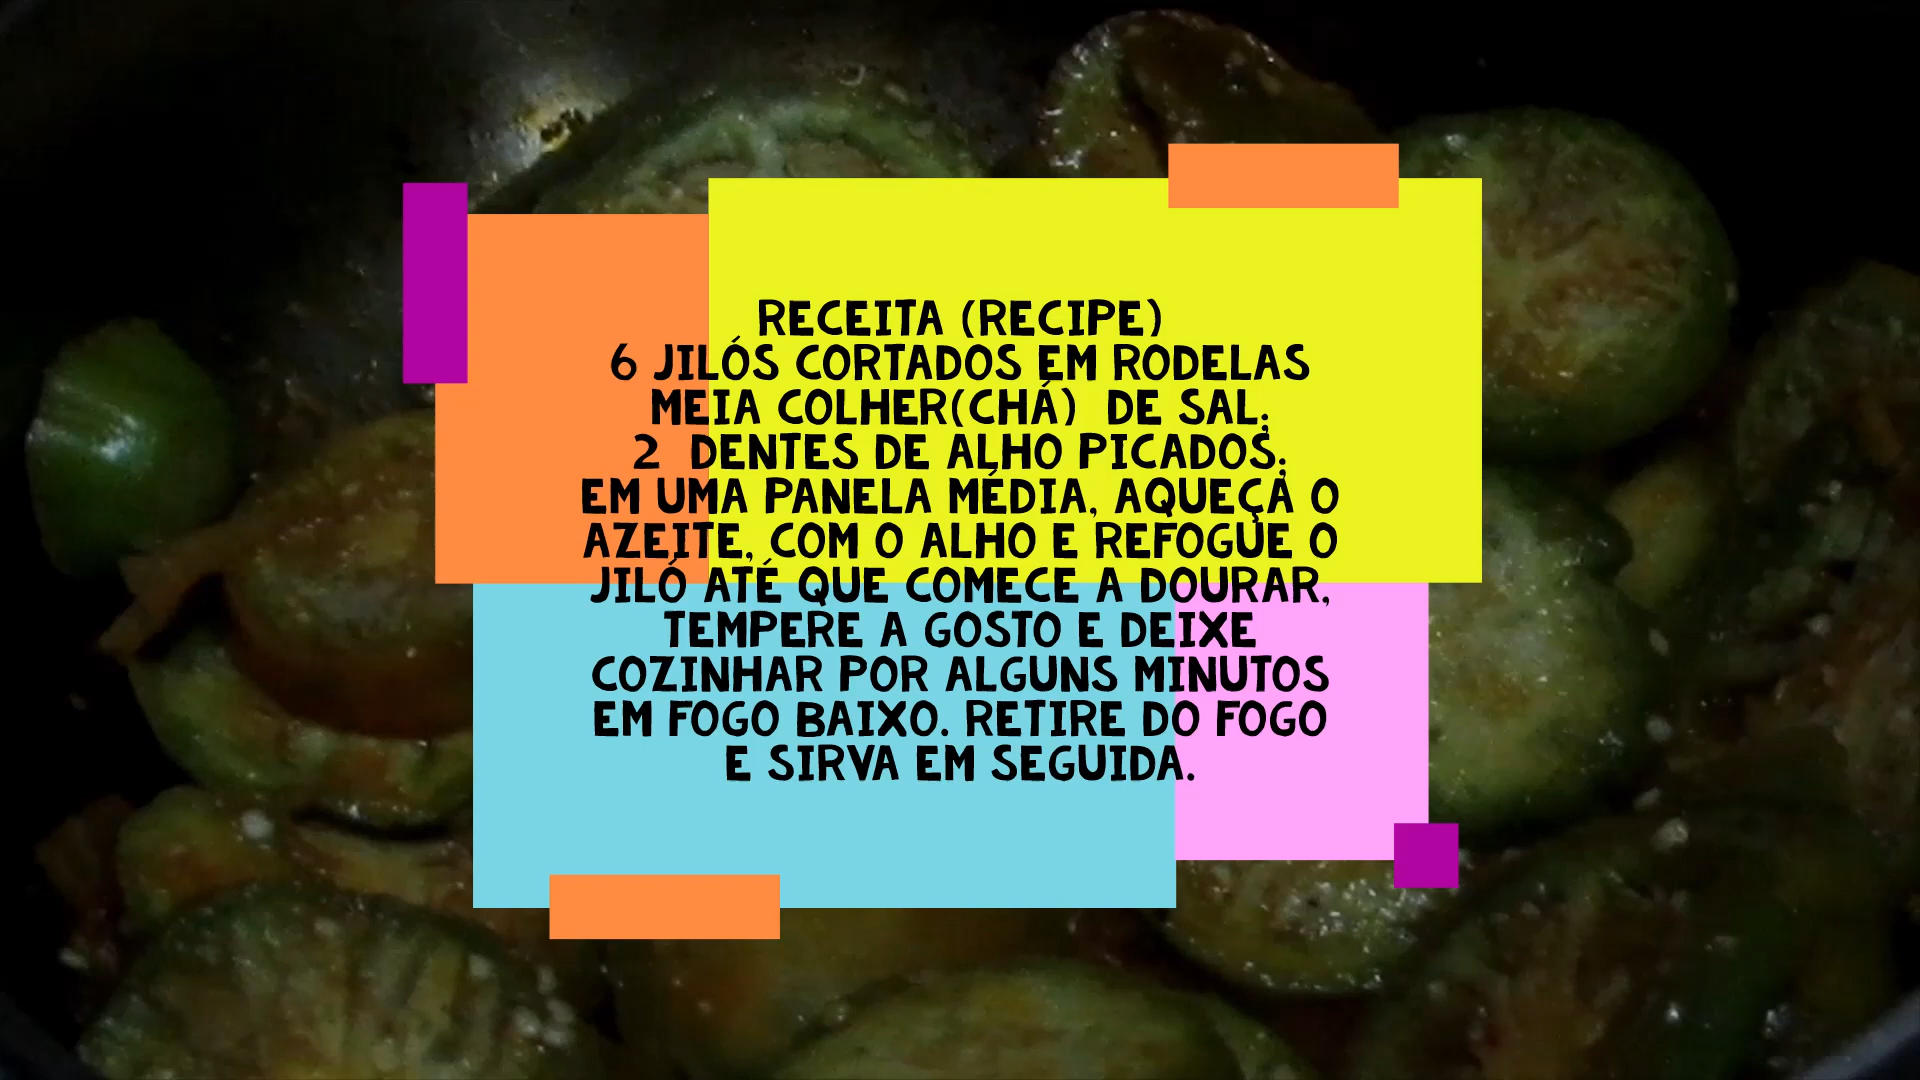 RECEITA (RECIPE)
6 JILÓS CORTADOS EM RODELAS
MEIA COLHER(CHÁ) DE SAL;
2 DENTES DE ALHO PICADOS;
EM UMA PANELA MÉDIA, AQUEÇA O
AZEITE, COM O ALHO E REFOGUE O
JILÓ ATÉ QUE COMECE A DOURAR,
TEMPERE A GOSTO E DEIXE
COZINHAR POR ALGUNS MINUTOS
EM FOGO BAIXO. RETIRE DO FOGO
E SIRVA EM SEGUIDA.